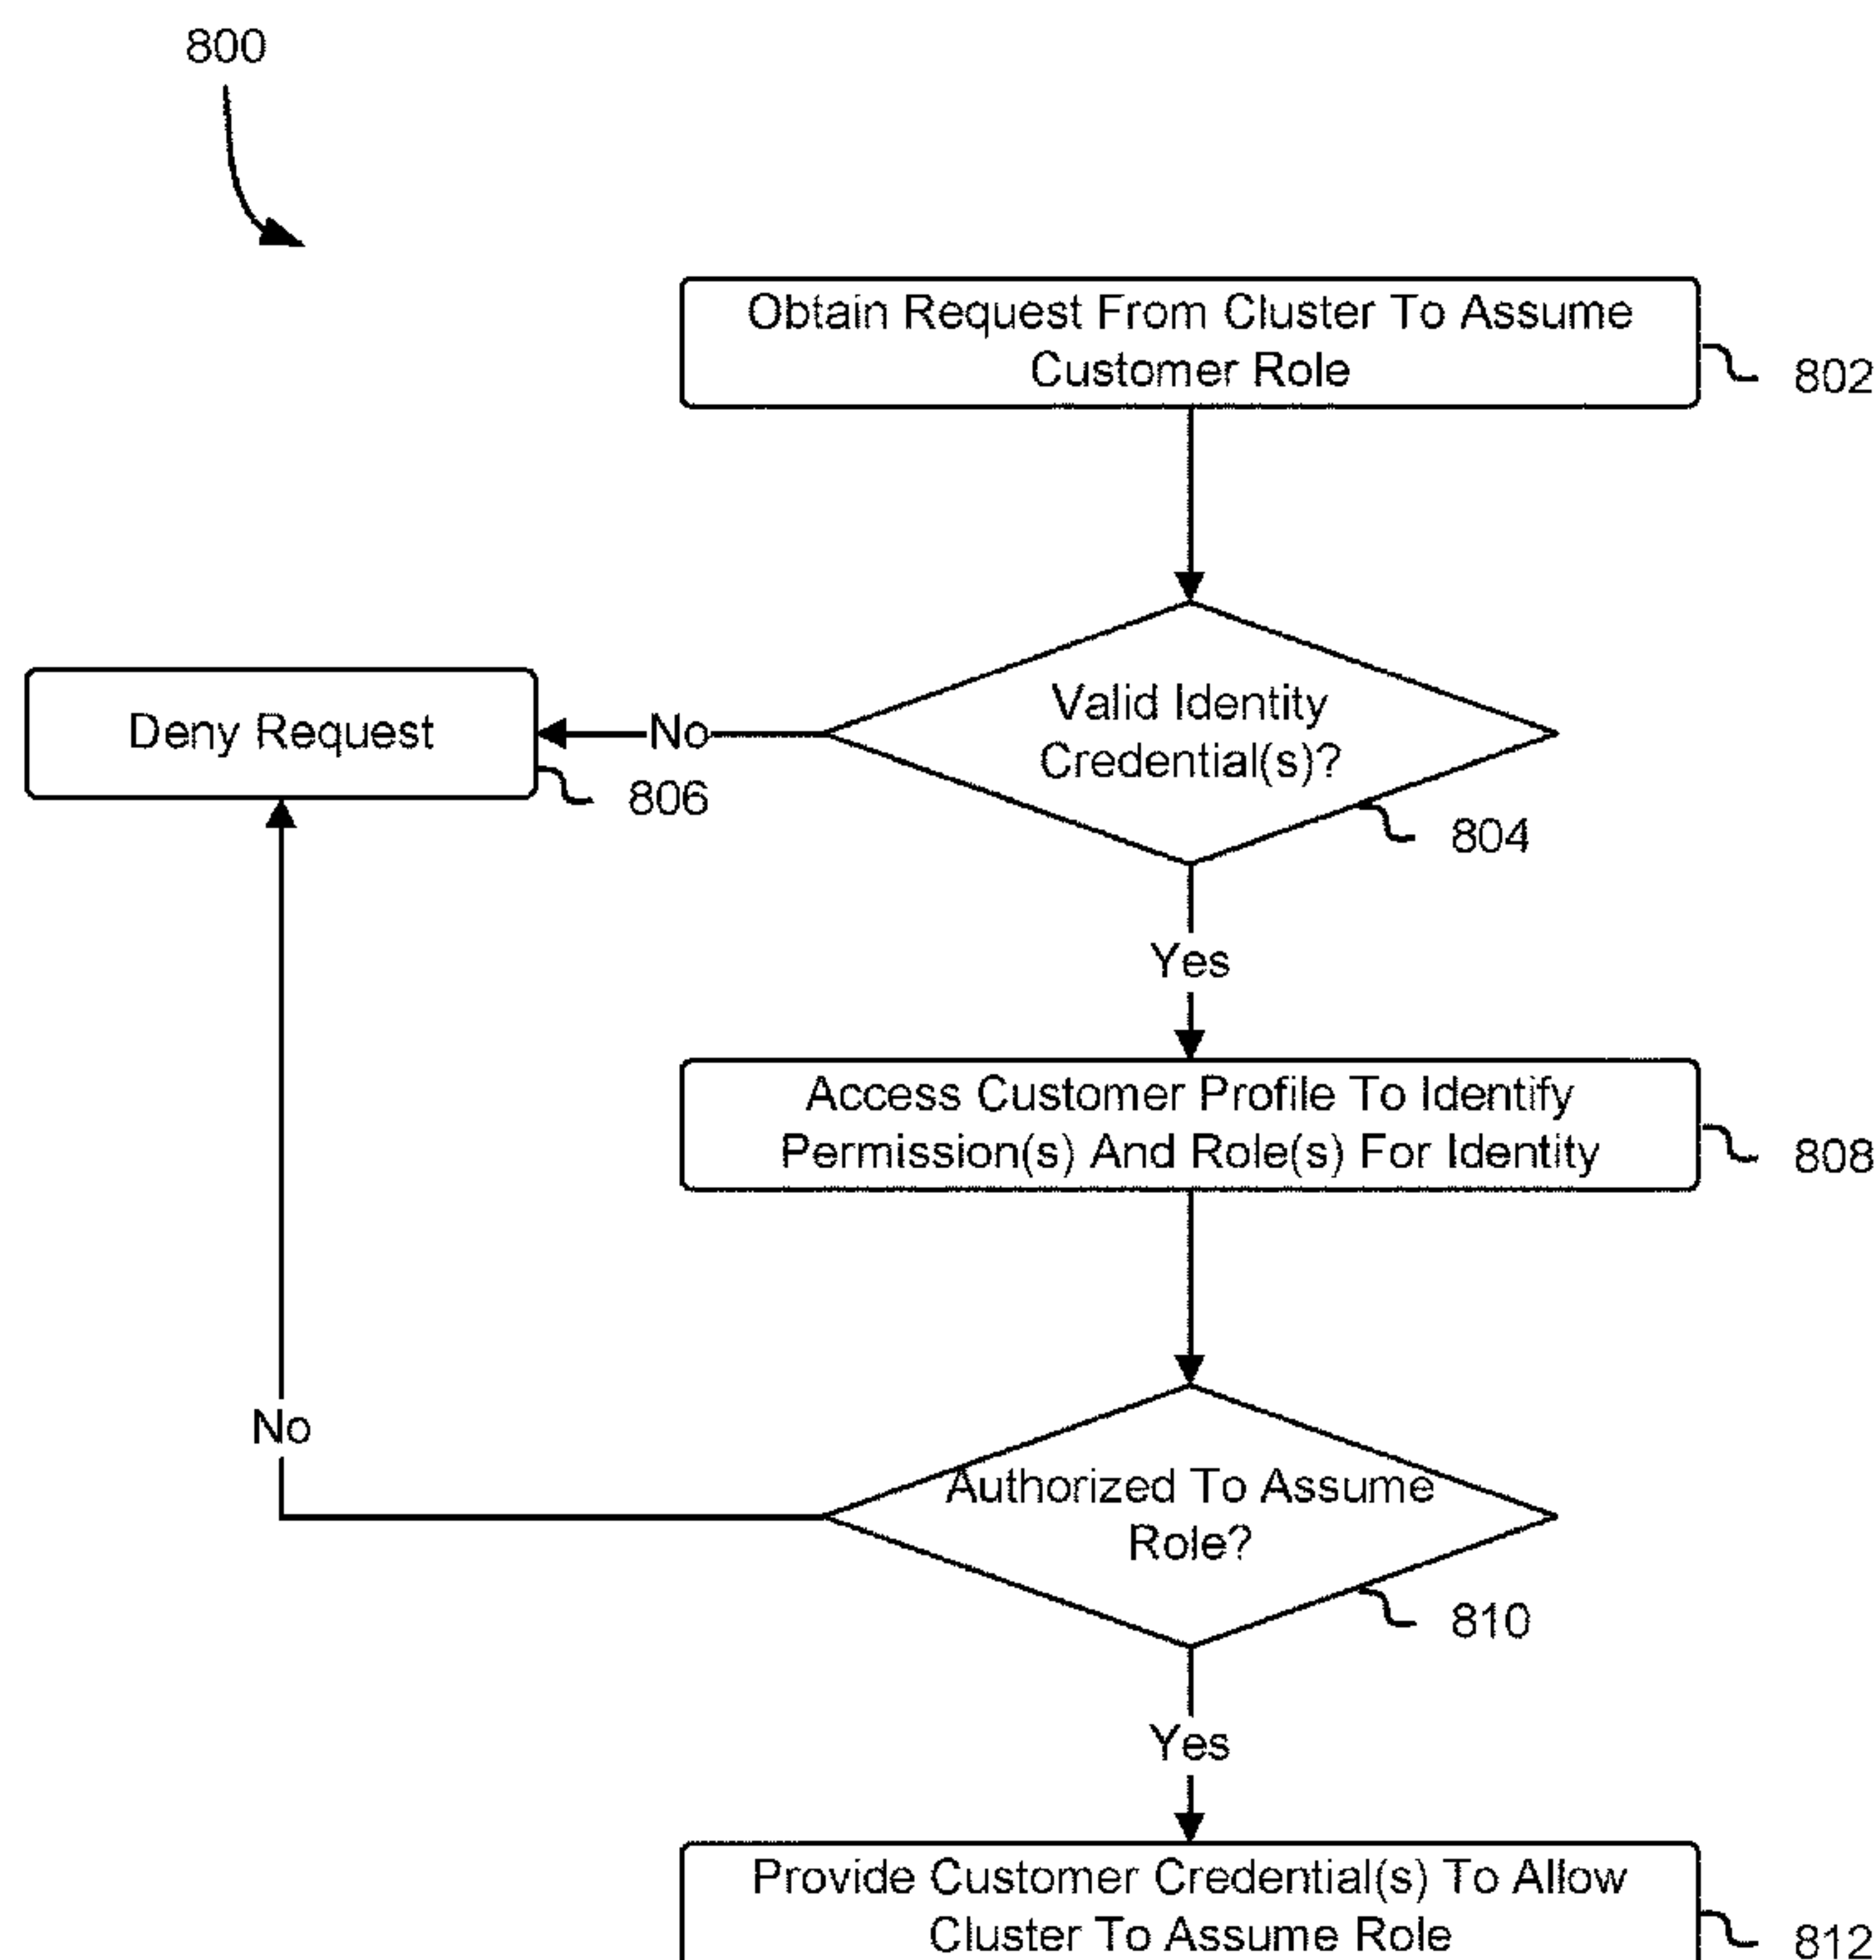 800
Obtain Request From Cluster To Assume
Customer Role
802
Valid Identity
Credential(s)?
804
No
Deny Request
806
Yes
Access Customer Profile To Identify
Permission(s) And Role(s) For Identity
808
Authorized To Assume
Role?
810
No
Yes
Provide Customer Credential(s) To Allow
Cluster To Assume Role
812